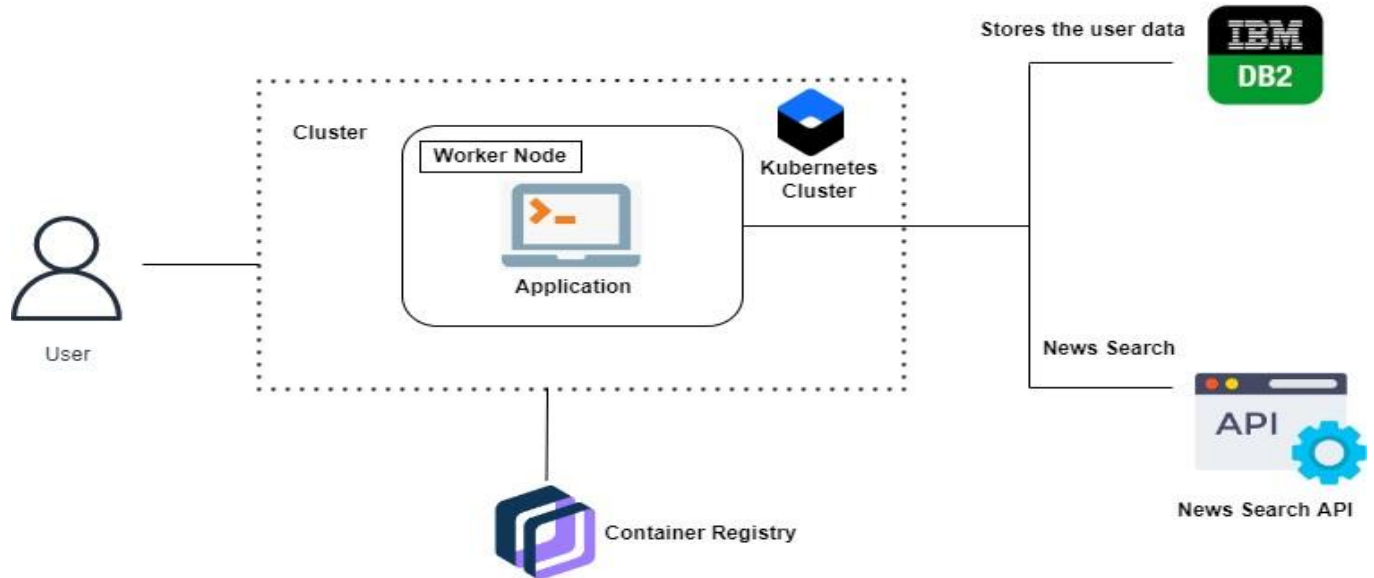 Stores the user data
IBM
DB2
Cluster
Worker Node
Kubernetes
Cluster
Application
User
News Search
API
News Search API
Container Registry